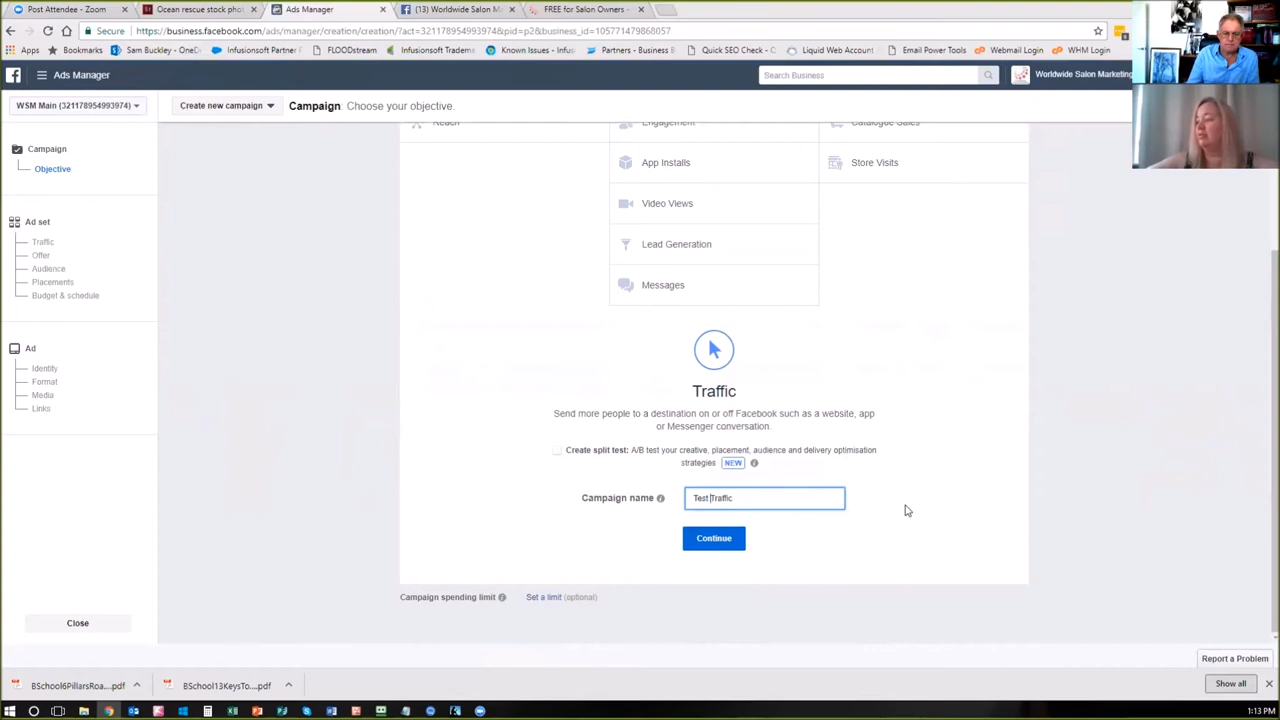 Post Attendee - Zoom
Ocean rescue stock pho
Ads Manager
(13) Worldwide Salon M
FREE for Salon Owners -
Secure
https://business.facebook.com/ads/manager/creation/creation/?act=321178954993974&pid=p2&business_id=105771479868057
Apps
Bookmarks
Sam Buckley - GoDay
Infusionsoft Partner
FLOODstream
Infusionsoft Tradem
Known Issues - Infus
Partners - Business B
Quick SEO Check - C
Liquid Web Account
Email Power Tools
Webmail Login
WHM Login
Ads Manager
Search Business
Worldwide Salon Marketing
WSM Main (321178954993974)
Create new campaign
Campaign Choose your objective.
Campaign
Objective
Ad set
Traffic
Offer
Audience
Placements
Budget & schedule
Ad
Identity
Format
Media
Links
Close
Reach
Engagement
Catalogue Sales
App Installs
Store Visits
Video Views
Lead Generation
Messages
Traffic
Send more people to a destination on or off Facebook such as a website, app
or Messenger conversation.
Create split test: A/B test your creative, placement, audience and delivery optimisation
strategies NEW
Campaign name
Test Traffic
Continue
Campaign spending limit
Set a limit (optional)
Report a Problem
BSchool6PillarsRoa....pdf
BSchool13KeysTo....pdf
Show all
1:13 PM